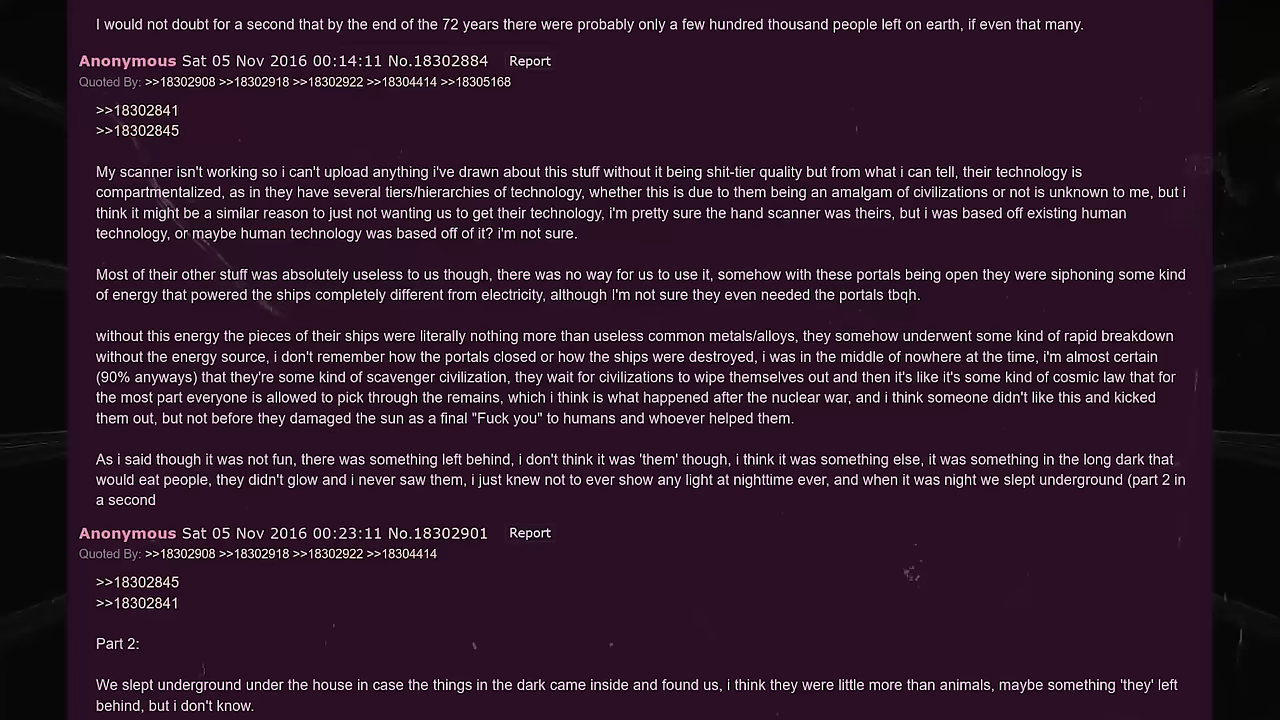 I would not doubt for a second that by the end of the 72 years there were probably only a few hundred thousand people left on earth, if even that many.
Anonymous Sat 05 Nov 2016 00:14:11 No.18302884 Report
Quoted By: >>18302908 >>18302918 >>18302922 >>18304414 >>18305168
>>18302841
>>18302845
My scanner isn't working so i can't upload anything i've drawn about this stuff without it being shit-tier quality but from what i can tell, their technology is
compartmentalized, as in they have several tiers/hierarchies of technology, whether this is due to them being an amalgam of civilizations or not is unknown to me, but i
think it might be a similar reason to just not wanting us to get their technology, i'm pretty sure the hand scanner was theirs, but i was based off existing human
technology, or maybe human technology was based off of it? i'm not sure.
Most of their other stuff was absolutely useless to us though, there was no way for us to use it, somehow with these portals being open they were siphoning some kind
of energy that powered the ships completely different from electricity, although I'm not sure they even needed the portals tbqh.
without this energy the pieces of their ships were literally nothing more than useless common metals/alloys, they somehow underwent some kind of rapid breakdown
without the energy source, i don't remember how the portals closed or how the ships were destroyed, i was in the middle of nowhere at the time, i'm almost certain
(90% anyways) that they're some kind of scavenger civilization, they wait for civilizations to wipe themselves out and then it's like it's some kind of cosmic law that for
the most part everyone is allowed to pick through the remains, which i think is what happened after the nuclear war, and i think someone didn't like this and kicked
them out, but not before they damaged the sun as a final "Fuck you" to humans and whoever helped them.
As i said though it was not fun, there was something left behind, i don't think it was 'them' though, i think it was something else, it was something in the long dark that
would eat people, they didn't glow and i never saw them, i just knew not to ever show any light at nighttime ever, and when it was night we slept underground (part 2 in
a second
Anonymous Sat 05 Nov 2016 00:23:11 No.18302901 Report
Quoted By: >>18302908 >>18302918 >>18302922 >>18304414
>>18302845
>>18302841
Part 2:
We slept underground under the house in case the things in the dark came inside and found us, i think they were little more than animals, maybe something 'they' left
behind, but i don't know.